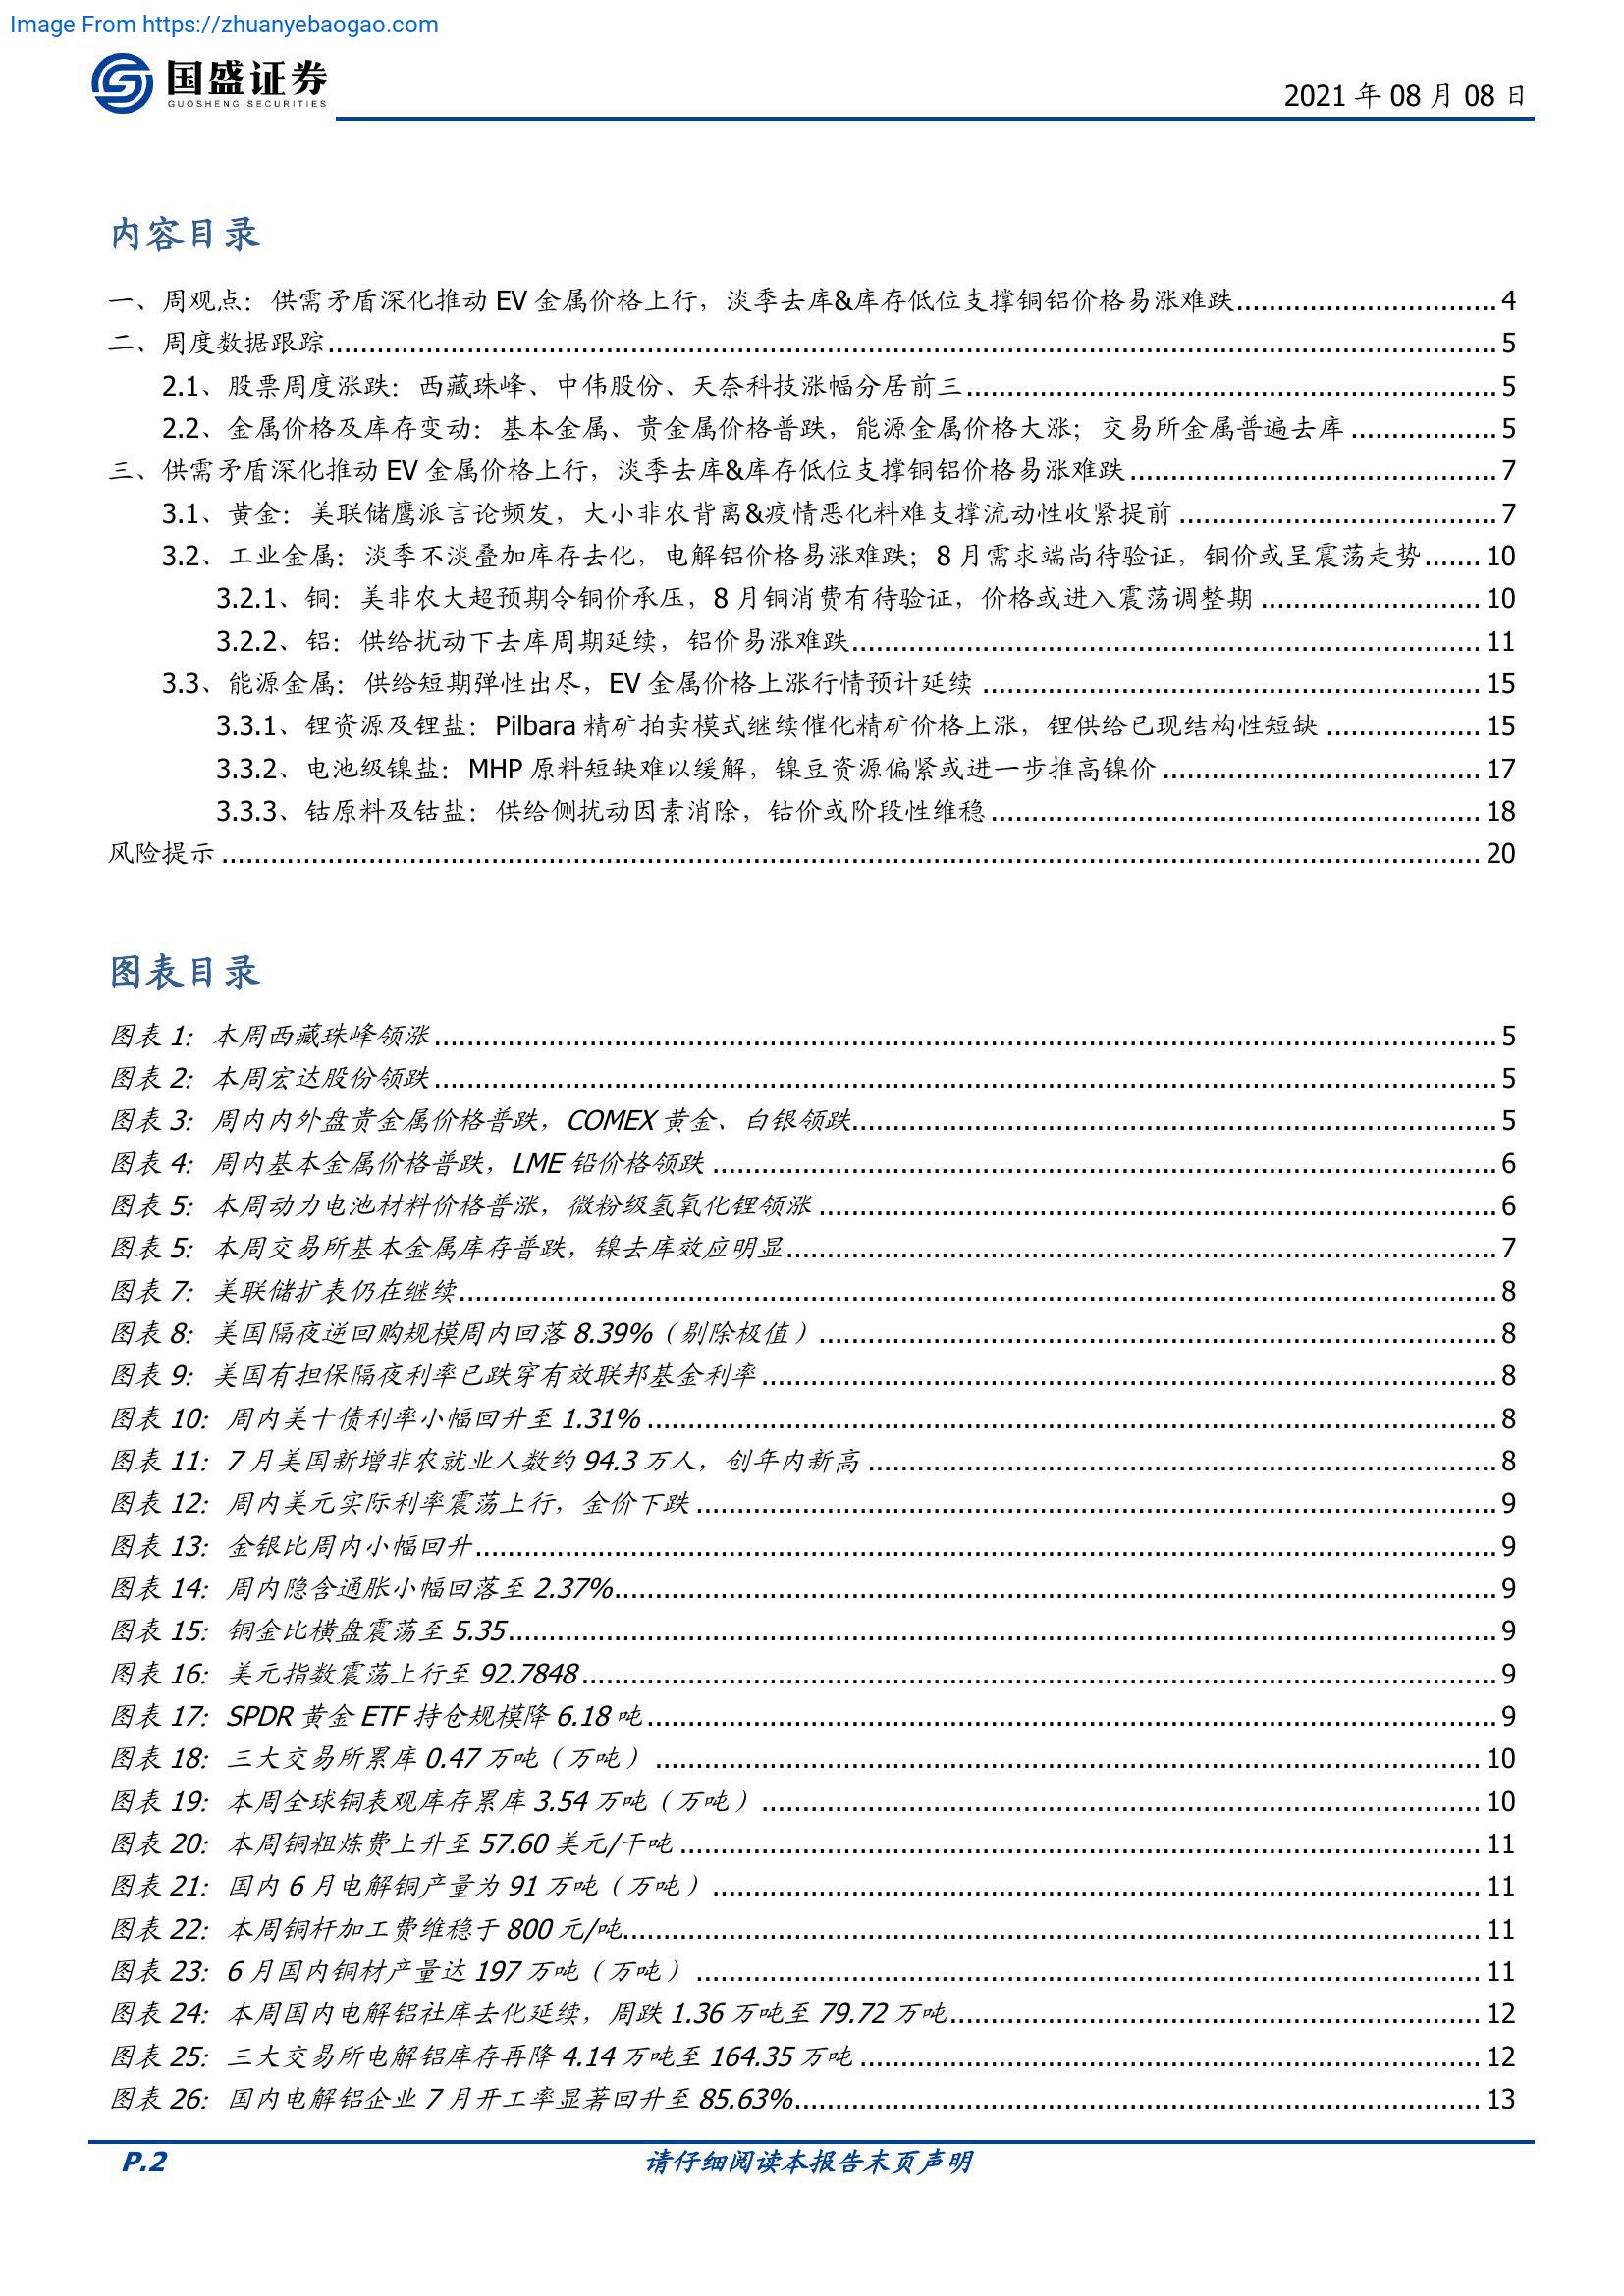 Image From https://zhuanyebaogao.com
国盛证券
GUOSHENG SECURITIES
2021 年 08 月 08 日
内容目录
一、周观点：供需矛盾深化推动 EV 金属价格上行，淡季去库&库存低位支撑铜铝价格易涨难跌 4
二、周度数据跟踪 5
2.1、股票周度涨跌：西藏珠峰、中伟股份、天奈科技涨幅分居前三 5
2.2、金属价格及库存变动：基本金属、贵金属价格普跌，能源金属价格大涨；交易所金属普遍去库 5
三、供需矛盾深化推动 EV 金属价格上行，淡季去库&库存低位支撑铜铝价格易涨难跌 7
3.1、黄金：美联储鹰派言论频发，大小非农背离&疫情恶化料难支撑流动性收紧提前 7
3.2、工业金属：淡季不淡叠加库存去化，电解铝价格易涨难跌；8 月需求端尚待验证，铜价或呈震荡走势 10
3.2.1、铜：美非农大超预期令铜价承压，8 月铜消费有待验证，价格或进入震荡调整期 10
3.2.2、铝：供给扰动下去库周期延续，铝价易涨难跌 11
3.3、能源金属：供给短期弹性出尽，EV 金属价格上涨行情预计延续 15
3.3.1、锂资源及锂盐：Pilbara 精矿拍卖模式继续催化精矿价格上涨，锂供给已现结构性短缺 15
3.3.2、电池级镍盐：MHP 原料短缺难以缓解，镍豆资源偏紧或进一步推高镍价 17
3.3.3、钴原料及钴盐：供给侧扰动因素消除，钴价或阶段性维稳 18
风险提示 20
图表目录
图表 1：本周西藏珠峰领涨 5
图表 2：本周宏达股份领跌 5
图表 3：周内内外盘贵金属价格普跌，COMEX 黄金、白银领跌 5
图表 4：周内基本金属价格普跌，LME 铅价格领跌 6
图表 5：本周动力电池材料价格普涨，微粉级氢氧化锂领涨 6
图表 5：本周交易所基本金属库存普跌，镍去库效应明显 7
图表 7：美联储扩表仍在继续 8
图表 8：美国隔夜逆回购规模周内回落 8.39%（剔除极值） 8
图表 9：美国有担保隔夜利率已跌穿有效联邦基金利率 8
图表 10：周内美十债利率小幅回升至 1.31% 8
图表 11：7 月美国新增非农就业人数约 94.3 万人，创年内新高 8
图表 12：周内美元实际利率震荡上行，金价下跌 9
图表 13：金银比周内小幅回升 9
图表 14：周内隐含通胀小幅回落至 2.37% 9
图表 15：铜金比横盘震荡至 5.35 9
图表 16：美元指数震荡上行至 92.7848 9
图表 17：SPDR 黄金 ETF 持仓规模降 6.18 吨 9
图表 18：三大交易所累库 0.47 万吨（万吨） 10
图表 19：本周全球铜表观库存累库 3.54 万吨（万吨） 10
图表 20：本周铜粗炼费上升至 57.60 美元/干吨 11
图表 21：国内 6 月电解铜产量为 91 万吨（万吨） 11
图表 22：本周铜杆加工费维稳于 800 元/吨 11
图表 23：6 月国内铜材产量达 197 万吨（万吨） 11
图表 24：本周国内电解铝社库去化延续，周跌 1.36 万吨至 79.72 万吨 12
图表 25：三大交易所电解铝库存再降 4.14 万吨至 164.35 万吨 12
图表 26：国内电解铝企业 7 月开工率显著回升至 85.63% 13
P.2
请仔细阅读本报告末页声明